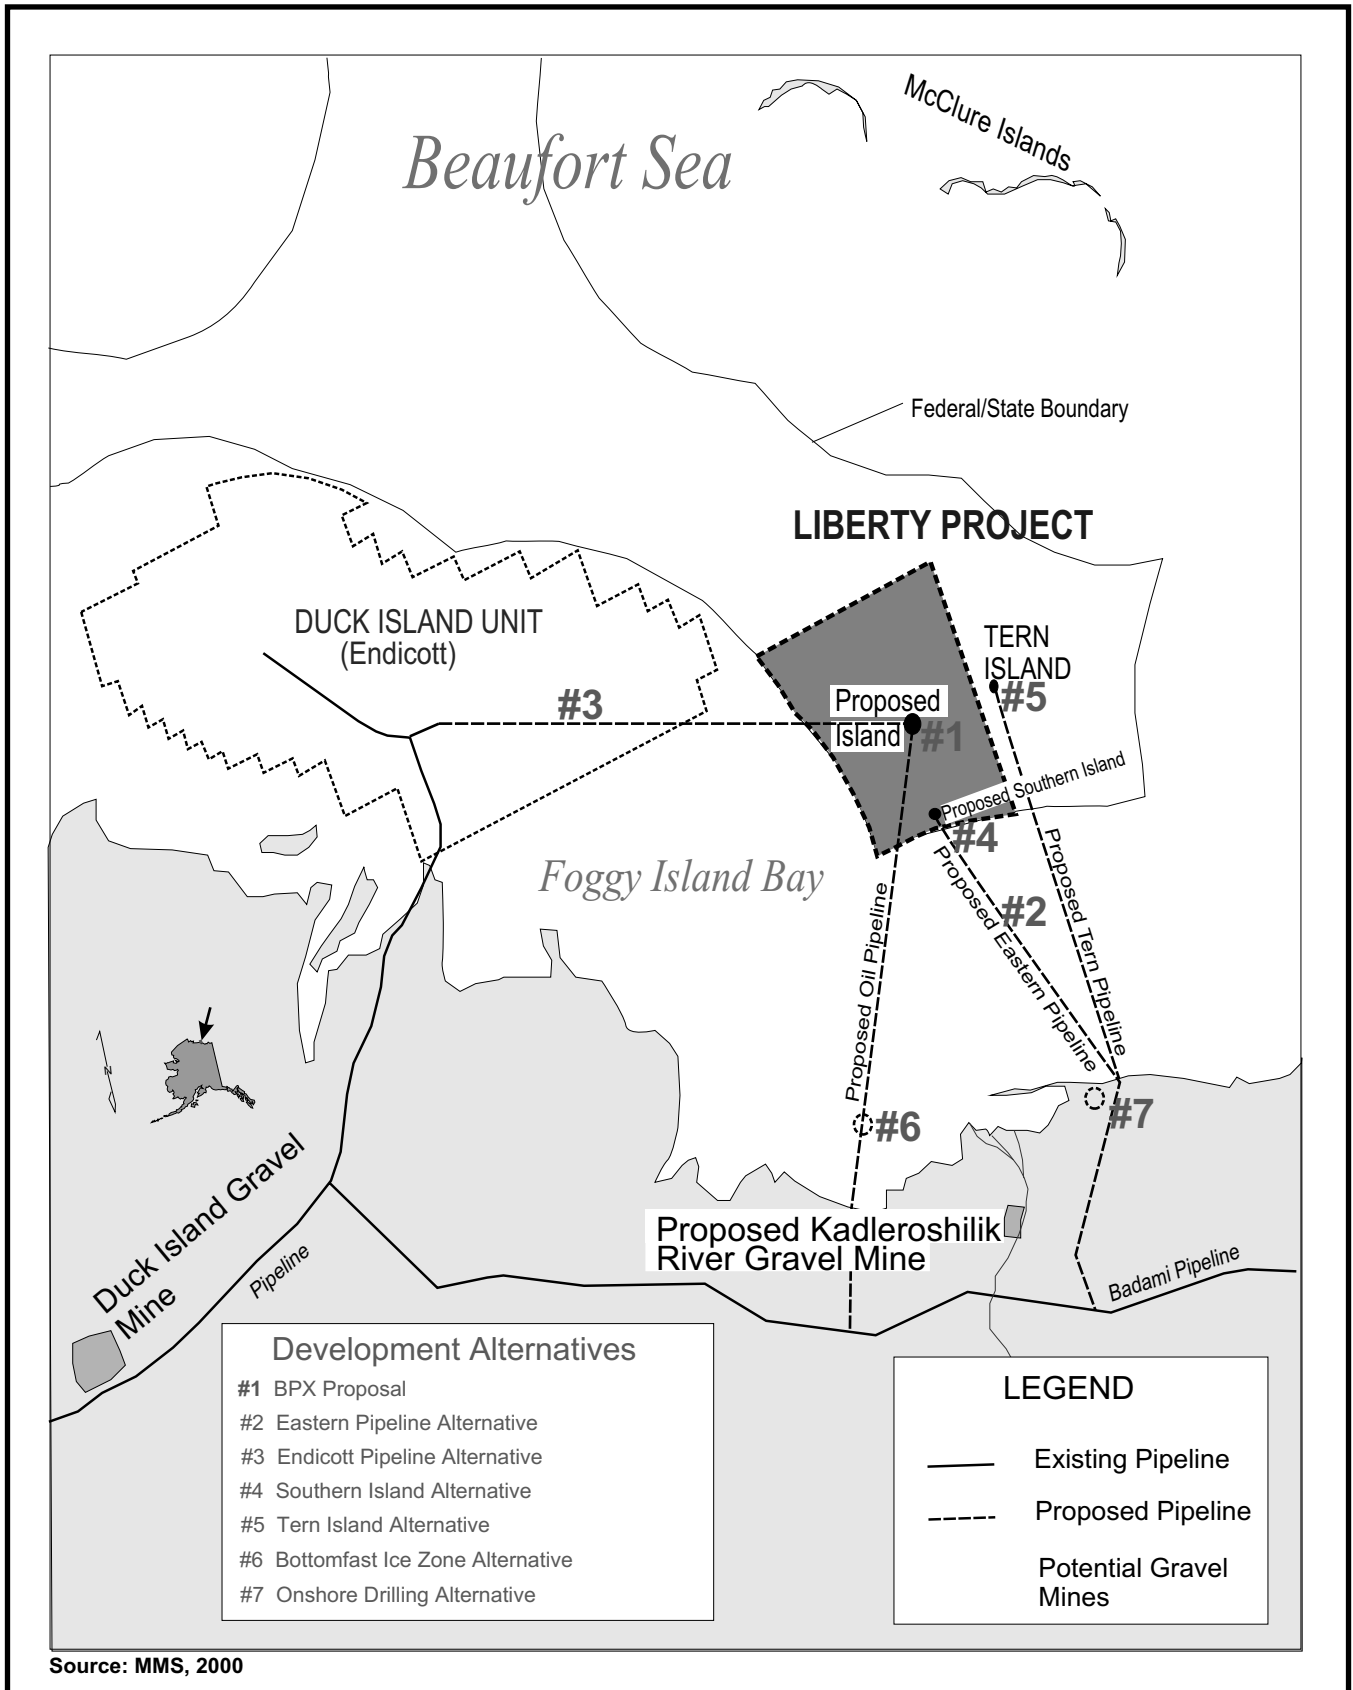 McClure Islands
Beaufort Sea
Federal/State Boundary
LIBERTY PROJECT
DUCK ISLAND UNIT
(Endicott)
TERN
ISLAND
#5
#3
Proposed
Island
#1
Proposed Southern Island
#4
Foggy Island Bay
#2
Proposed Oil Pipeline
Proposed Eastern Pipeline
Proposed Tern Pipeline
N
#6
#7
Duck Island Gravel
Mine
Pipeline
Proposed Kadleroshilik
River Gravel Mine
Badami Pipeline
Development Alternatives
#1 BPX Proposal
#2 Eastern Pipeline Alternative
#3 Endicott Pipeline Alternative
#4 Southern Island Alternative
#5 Tern Island Alternative
#6 Bottomfast Ice Zone Alternative
#7 Onshore Drilling Alternative
LEGEND
Existing Pipeline
Proposed Pipeline
Potential Gravel
Mines
Source: MMS, 2000